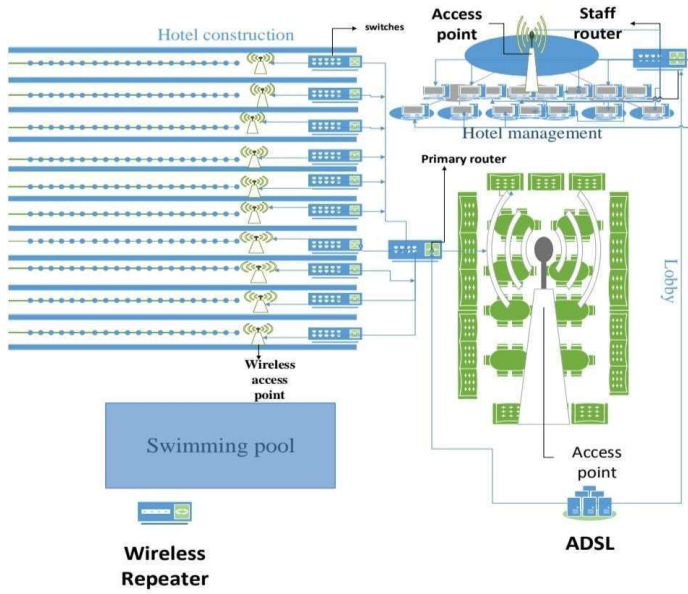 Hotel construction
switches
Access
point
Staff
router
Hotel management
Primary router
Lobby
Wireless
access
point
Swimming pool
Access
point
Wireless
Repeater
ADSL